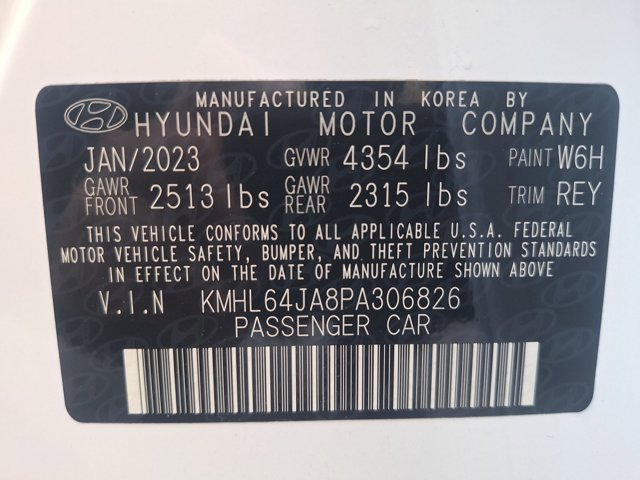 MANUFACTURED IN KOREA BY
HYUNDAI MOTOR COMPANY
JAN/2023 GVWR 4354 lbs PAINT W6H
GAWR FRONT 2513 lbs GAWR REAR 2315 lbs TRIM REY
THIS VEHICLE CONFORMS TO ALL APPLICABLE U.S.A. FEDERAL
MOTOR VEHICLE SAFETY, BUMPER, AND THEFT PREVENTION STANDARDS
IN EFFECT ON THE DATE OF MANUFACTURE SHOWN ABOVE
V.I.N KMHL64JA8PA306826
PASSENGER CAR